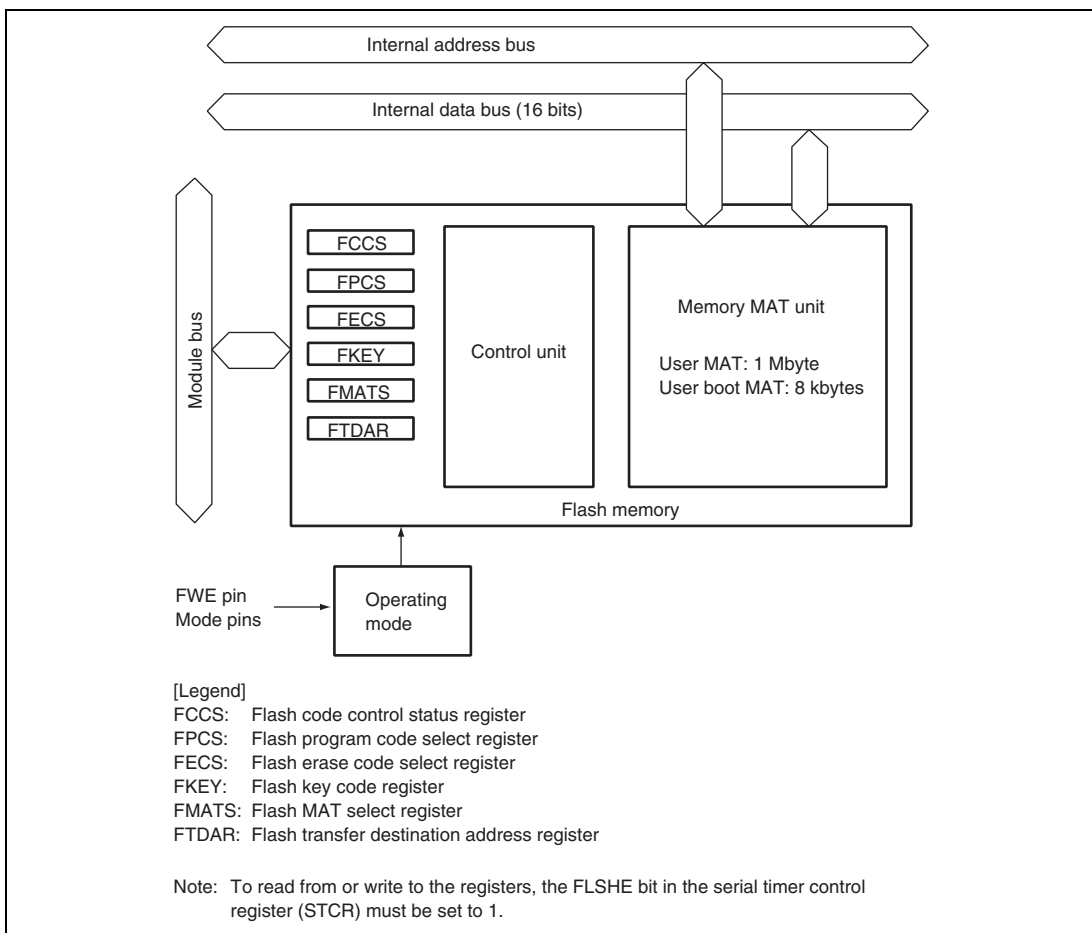 Internal address bus
Internal data bus (16 bits)
Module bus
FCCS
FPCS
FECS
FKEY
FMATS
FTDAR
Control unit
Memory MAT unit
User MAT: 1 Mbyte
User boot MAT: 8 kbytes
Flash memory
FWE pin
Mode pins
Operating
mode
[Legend]
FCCS: Flash code control status register
FPCS: Flash program code select register
FECS: Flash erase code select register
FKEY: Flash key code register
FMATS: Flash MAT select register
FTDAR: Flash transfer destination address register
Note: To read from or write to the registers, the FLSHE bit in the serial timer control
register (STCR) must be set to 1.